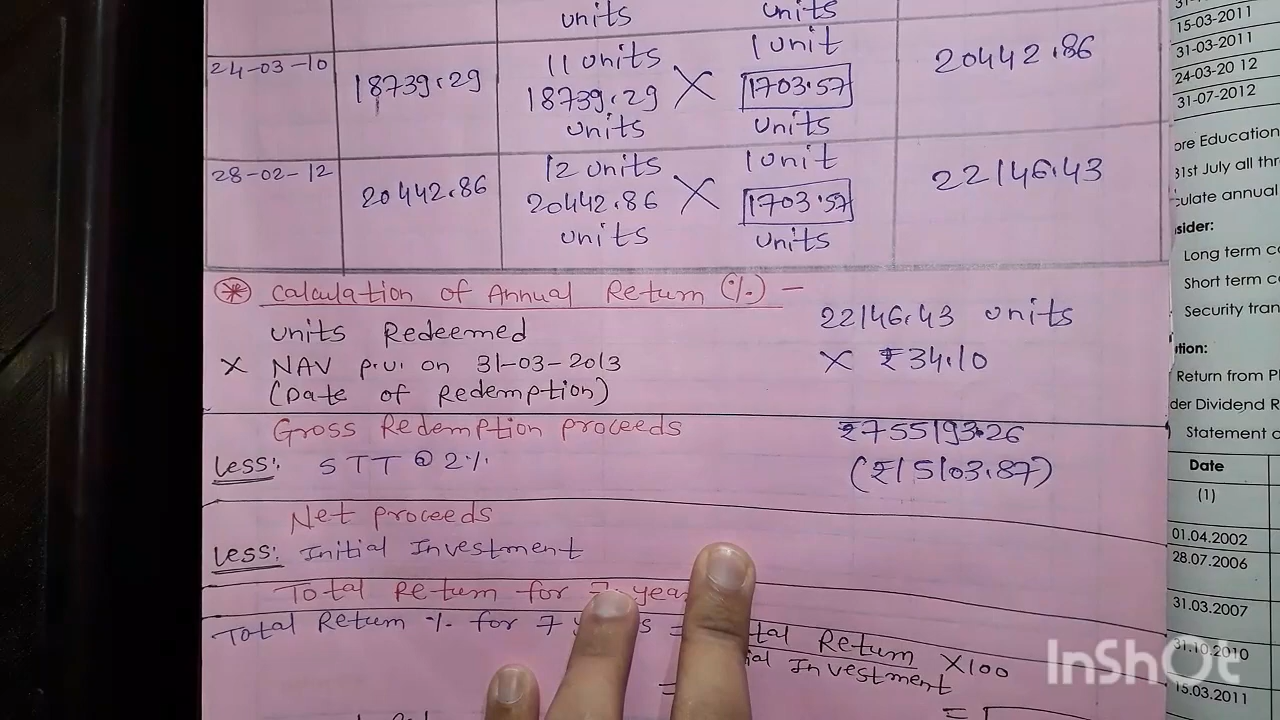 units units
24-03-10 18739.29 11 units 1 unit 20442.86
18739.29 X 1703.57
units units
28-02-12 20442.86 12 units 1 unit 22146.43
20442.86 X 1703.57
units units
* Calculation of Annual Return (%) -
units Redeemed 22146.43 units
X NAV p.u. on 31-03-2013 X ₹34.10
(Date of Redemption)
Gross Redemption proceeds ₹755193.26
Less: STT @ 2% (₹15103.87)
Net proceeds
Less: Initial Investment
Total Return for 7
Total Return % for 7 =
Return X100
Investment
=
=
15-03-2011
31-03-2011
24-03-20 12
31-07-2012
Education
31st July all
annual
Long term
Short term
Security
Return from
Dividend
Statement
Date
(1)
01.04.2002
28.07.2006
31.03.2007
31.10.2010
15.03.2011
InShOt